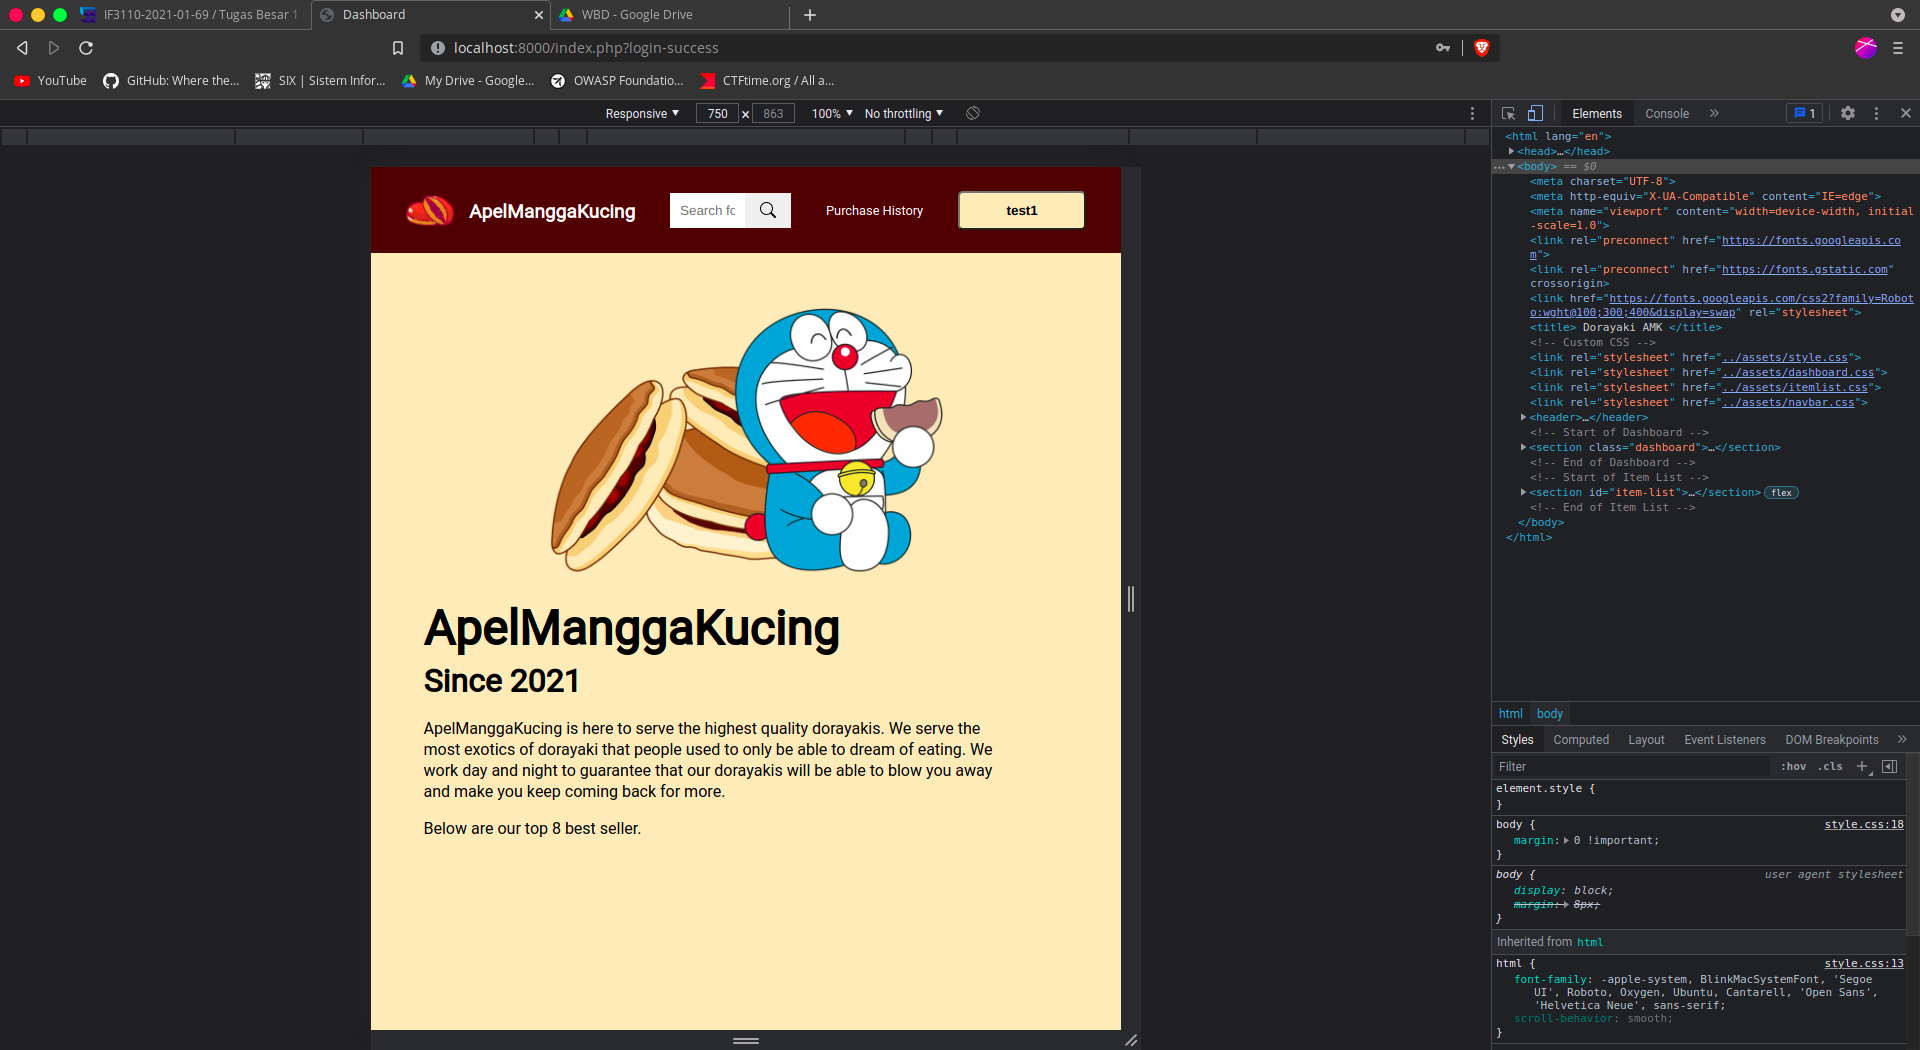 IF3110-2021-01-69 / Tugas Besar 1
Dashboard
WBD - Google Drive
localhost:8000/index.php?login-success
YouTube
GitHub: Where the...
SIX | Sistem Infor...
My Drive - Google...
OWASP Foundatio...
CTFtime.org / All a...
Responsive
750 × 863
100%
No throttling
Elements
Console
1
ApelManggaKucing
Search fo
Purchase History
test1
ApelManggaKucing
Since 2021
ApelManggaKucing is here to serve the highest quality dorayakis. We serve the
most exotics of dorayaki that people used to only be able to dream of eating. We
work day and night to guarantee that our dorayakis will be able to blow you away
and make you keep coming back for more.
Below are our top 8 best seller.
<html lang="en">
<head>…</head>
<body> == $0
<meta charset="UTF-8">
<meta http-equiv="X-UA-Compatible" content="IE=edge">
<meta name="viewport" content="width=device-width, initial
-scale=1.0">
<link rel="preconnect" href="https://fonts.googleapis.co
m">
<link rel="preconnect" href="https://fonts.gstatic.com"
crossorigin>
<link href="https://fonts.googleapis.com/css2?family=Robot
o:wght@100;300;400&display=swap" rel="stylesheet">
<title> Dorayaki AMK </title>
<!-- Custom CSS -->
<link rel="stylesheet" href="../assets/style.css">
<link rel="stylesheet" href="../assets/dashboard.css">
<link rel="stylesheet" href="../assets/itemlist.css">
<link rel="stylesheet" href="../assets/navbar.css">
<header>…</header>
<!-- Start of Dashboard -->
<section class="dashboard">…</section>
<!-- End of Dashboard -->
<!-- Start of Item List -->
<section id="item-list">…</section> flex
<!-- End of Item List -->
</body>
</html>
html body
Styles Computed Layout Event Listeners DOM Breakpoints
Filter :hov .cls
element.style {
}
body { style.css:18
margin: 0 !important;
}
body { user agent stylesheet
display: block;
margin: 8px;
}
Inherited from html
html { style.css:13
font-family: -apple-system, BlinkMacSystemFont, 'Segoe
UI', Roboto, Oxygen, Ubuntu, Cantarell, 'Open Sans',
'Helvetica Neue', sans-serif;
scroll-behavior: smooth;
}